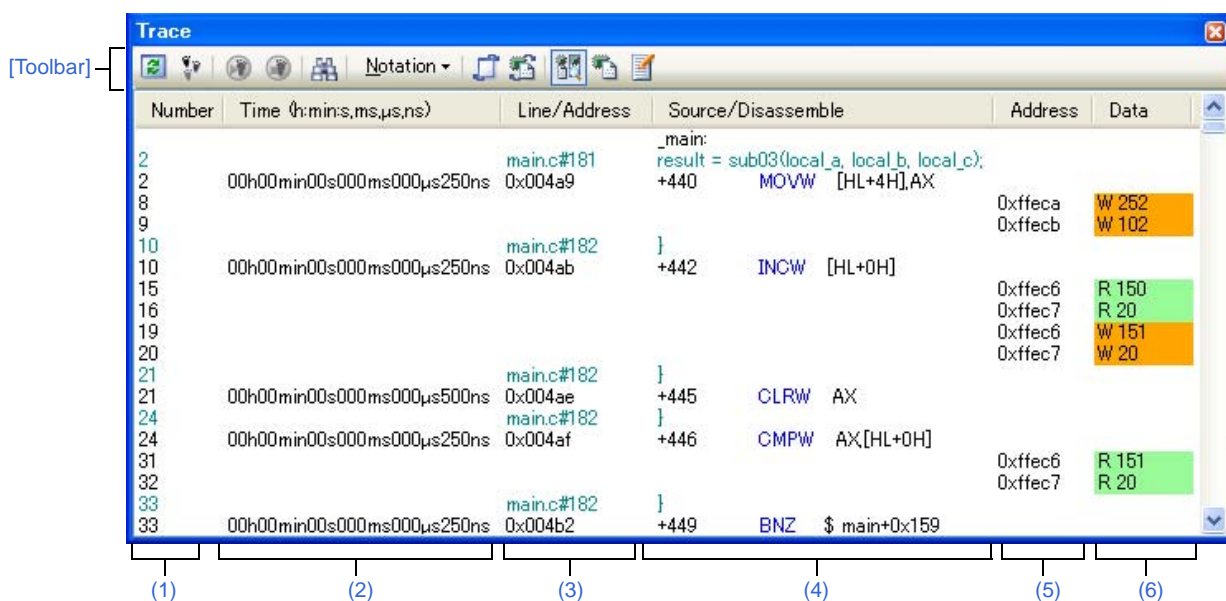 Trace
[Toolbar]
Notation
Number Time (h:min:s,ms,µs,ns) Line/Address Source/Disassemble Address Data
_main:
2 main.c#181 result = sub03(local_a, local_b, local_c);
2 00h00min00s000ms000µs250ns 0x004a9 +440 MOVW [HL+4H],AX
8 0xffeca W 252
9 0xffecb W 102
10 main.c#182 }
10 00h00min00s000ms000µs250ns 0x004ab +442 INCW [HL+0H]
15 0xffec6 R 150
16 0xffec7 R 20
19 0xffec6 W 151
20 0xffec7 W 20
21 main.c#182 }
21 00h00min00s000ms000µs500ns 0x004ae +445 CLRW AX
24 main.c#182 }
24 00h00min00s000ms000µs250ns 0x004af +446 CMPW AX,[HL+0H]
31 0xffec6 R 151
32 0xffec7 R 20
33 main.c#182 }
33 00h00min00s000ms000µs250ns 0x004b2 +449 BNZ $ main+0x159
(1) (2) (3) (4) (5) (6)